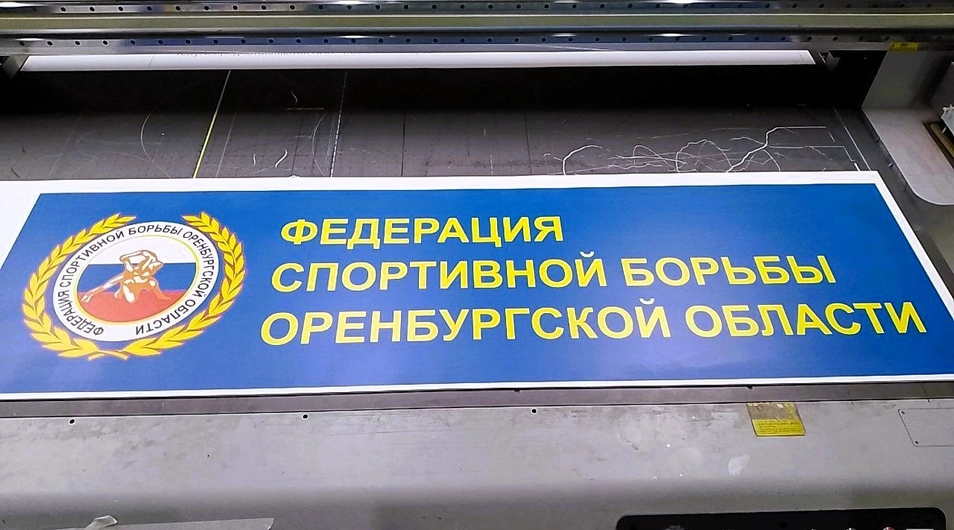 ФЕДЕРАЦИЯ СПОРТИВНОЙ БОРЬБЫ ОРЕНБУРГСКОЙ ОБЛАСТИ
ФЕДЕРАЦИЯ
СПОРТИВНОЙ БОРЬБЫ
ОРЕНБУРГСКОЙ ОБЛАСТИ